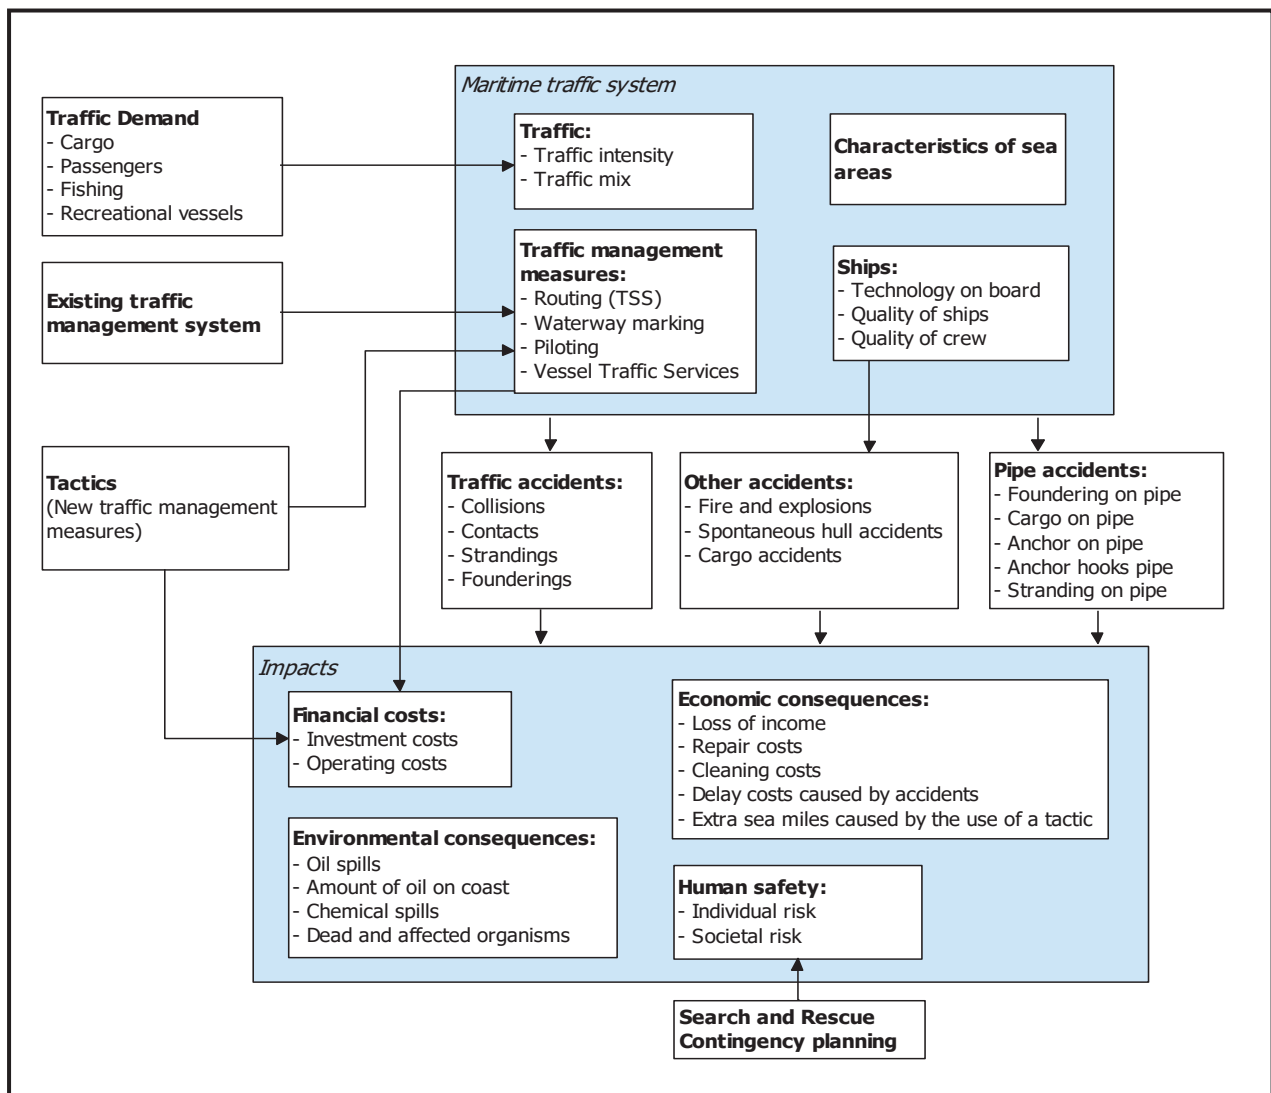 Maritime traffic system
Traffic Demand
- Cargo
- Passengers
- Fishing
- Recreational vessels
Traffic:
- Traffic intensity
- Traffic mix
Characteristics of sea
areas
Existing traffic
management system
Traffic management
measures:
- Routing (TSS)
- Waterway marking
- Piloting
- Vessel Traffic Services
Ships:
- Technology on board
- Quality of ships
- Quality of crew
Tactics
(New traffic management
measures)
Traffic accidents:
- Collisions
- Contacts
- Strandings
- Founderings
Other accidents:
- Fire and explosions
- Spontaneous hull accidents
- Cargo accidents
Pipe accidents:
- Foundering on pipe
- Cargo on pipe
- Anchor on pipe
- Anchor hooks pipe
- Stranding on pipe
Impacts
Financial costs:
- Investment costs
- Operating costs
Economic consequences:
- Loss of income
- Repair costs
- Cleaning costs
- Delay costs caused by accidents
- Extra sea miles caused by the use of a tactic
Environmental consequences:
- Oil spills
- Amount of oil on coast
- Chemical spills
- Dead and affected organisms
Human safety:
- Individual risk
- Societal risk
Search and Rescue
Contingency planning